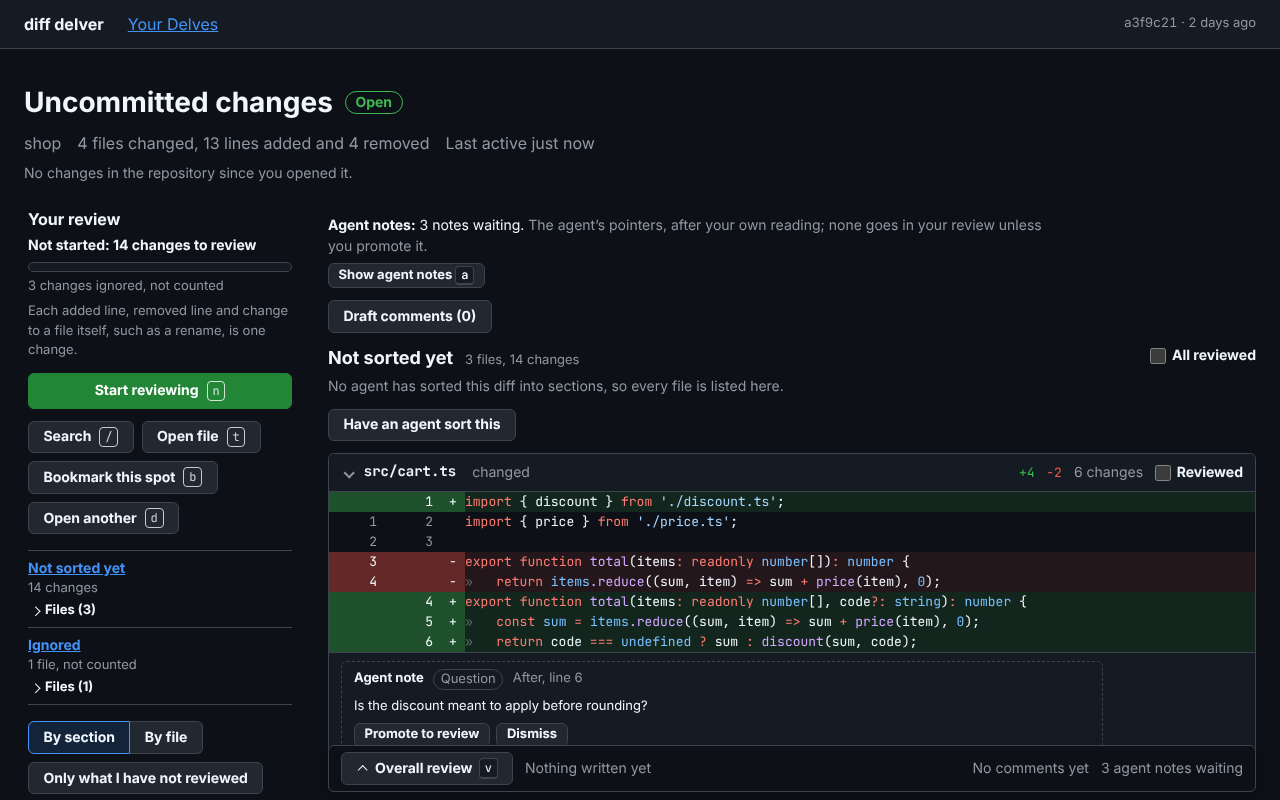 diff delver Your Delves a3f9c21 · 2 days ago
Uncommitted changes Open
shop 4 files changed, 13 lines added and 4 removed Last active just now
No changes in the repository since you opened it.
Your review
Not started: 14 changes to review
3 changes ignored, not counted
Each added line, removed line and change
to a file itself, such as a rename, is one
change.
Start reviewing n
Search / Open file t
Bookmark this spot b
Open another d
Not sorted yet
14 changes
Files (3)
Ignored
1 file, not counted
Files (1)
By section By file
Only what I have not reviewed
Agent notes: 3 notes waiting. The agent’s pointers, after your own reading; none goes in your review unless
you promote it.
Show agent notes a
Draft comments (0)
Not sorted yet 3 files, 14 changes All reviewed
No agent has sorted this diff into sections, so every file is listed here.
Have an agent sort this
src/cart.ts changed +4 -2 6 changes Reviewed
1 + import { discount } from './discount.ts';
1 2 import { price } from './price.ts';
2 3
3 - export function total(items: readonly number[]): number {
4 - » return items.reduce((sum, item) => sum + price(item), 0);
4 + export function total(items: readonly number[], code?: string): number {
5 + » const sum = items.reduce((sum, item) => sum + price(item), 0);
6 + » return code === undefined ? sum : discount(sum, code);
Agent note Question After, line 6
Is the discount meant to apply before rounding?
Promote to review Dismiss
Overall review v Nothing written yet No comments yet 3 agent notes waiting